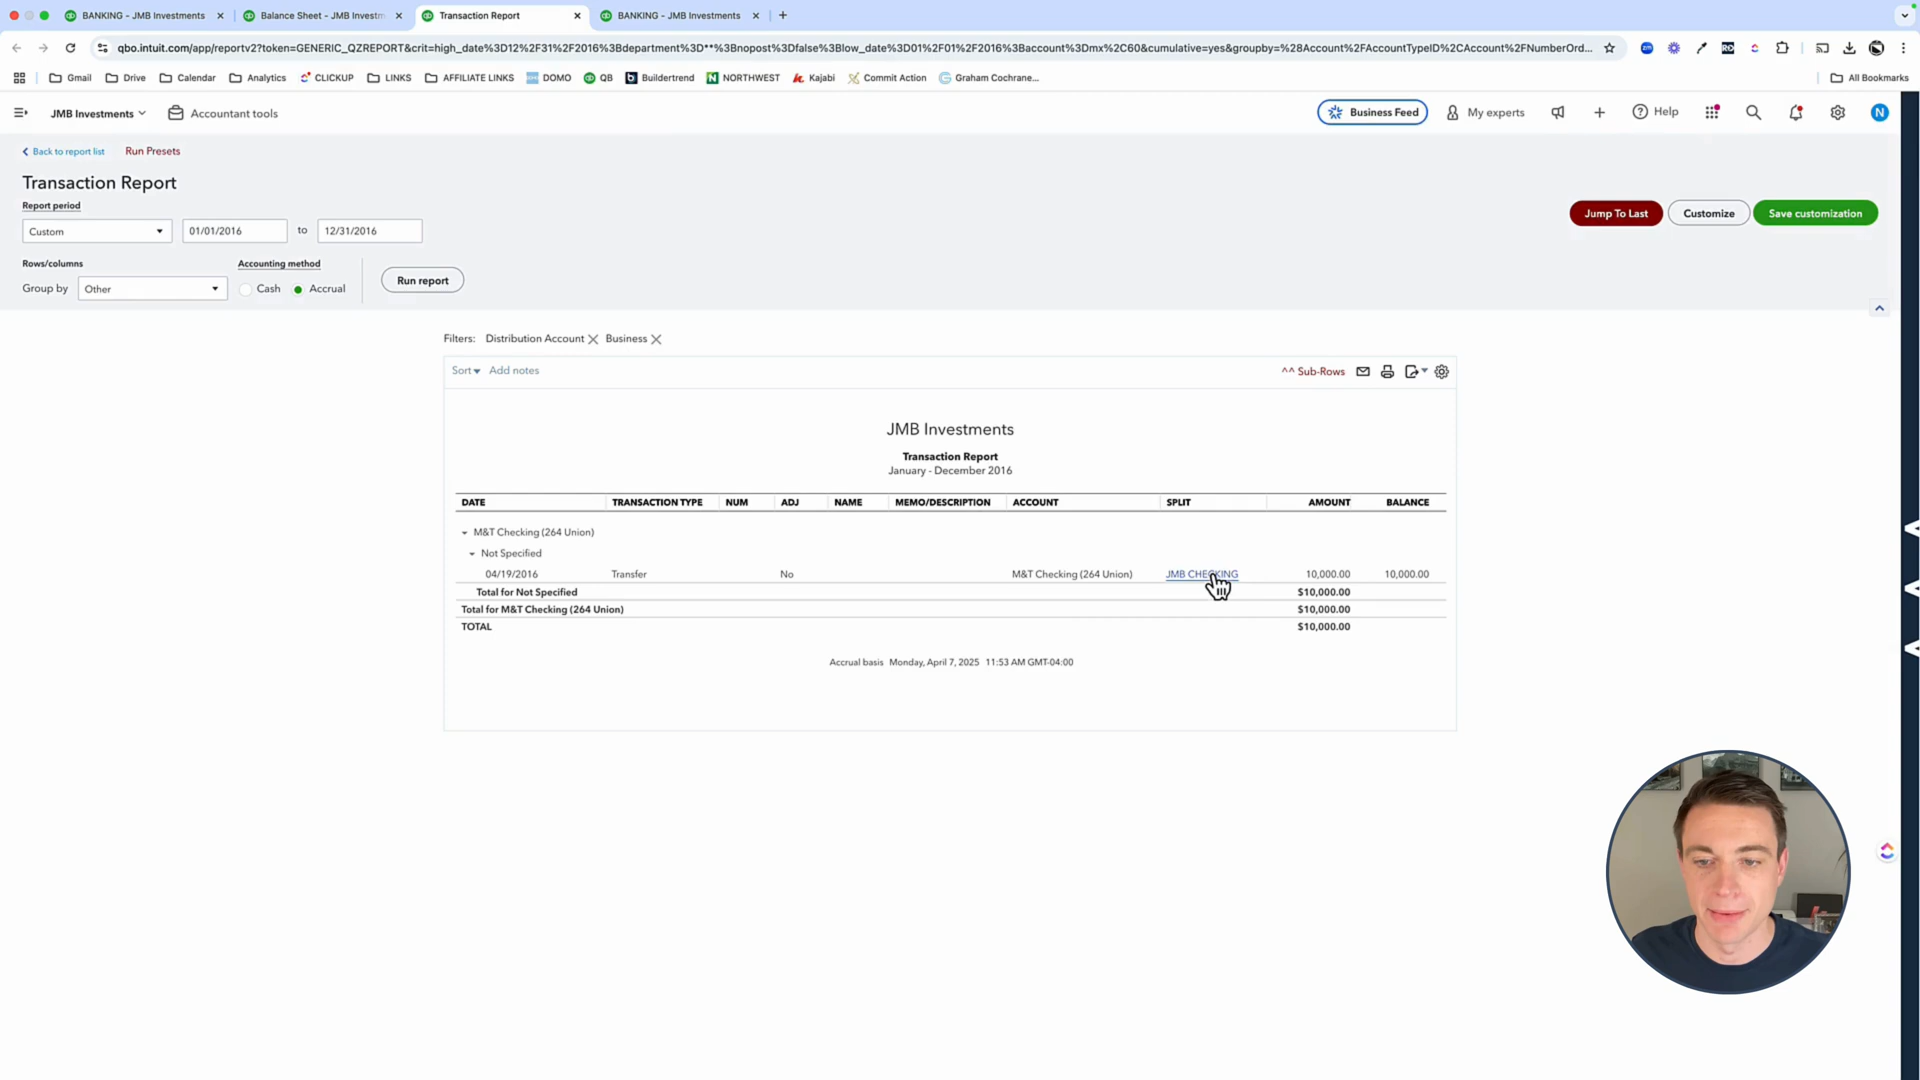 BANKING - JMB Investments
Balance Sheet - JMB Investm
Transaction Report
BANKING - JMB Investments
qbo.intuit.com/app/reportv2?token=GENERIC_QZREPORT&crit=high_date%3D12%2F31%2F2016%3Bdepartment%3D**%3Bnopost%3Dfalse%3Blow_date%3D01%2F01%2F2016%3Baccount%3Dmx%2C60&cumulative=yes&groupby=%28Account%2FAccountTypeID%2CAccount%2FNumberOrd...
Gmail
Drive
Calendar
Analytics
CLICKUP
LINKS
AFFILIATE LINKS
DOMO
QB
Buildertrend
NORTHWEST
Kajabi
Commit Action
Graham Cochrane...
All Bookmarks
JMB Investments
Accountant tools
Business Feed
My experts
Help
N
Back to report list
Run Presets
Transaction Report
Report period
Custom
01/01/2016
to
12/31/2016
Jump To Last
Customize
Save customization
Rows/columns
Accounting method
Group by
Other
Cash
Accrual
Run report
Filters: Distribution Account Business
Sort
Add notes
^^ Sub-Rows
JMB Investments
Transaction Report
January - December 2016
DATE TRANSACTION TYPE NUM ADJ NAME MEMO/DESCRIPTION ACCOUNT SPLIT AMOUNT BALANCE
M&T Checking (264 Union)
Not Specified
04/19/2016 Transfer No M&T Checking (264 Union) JMB CHECKING 10,000.00 10,000.00
Total for Not Specified $10,000.00
Total for M&T Checking (264 Union) $10,000.00
TOTAL $10,000.00
Accrual basis Monday, April 7, 2025 11:53 AM GMT-04:00